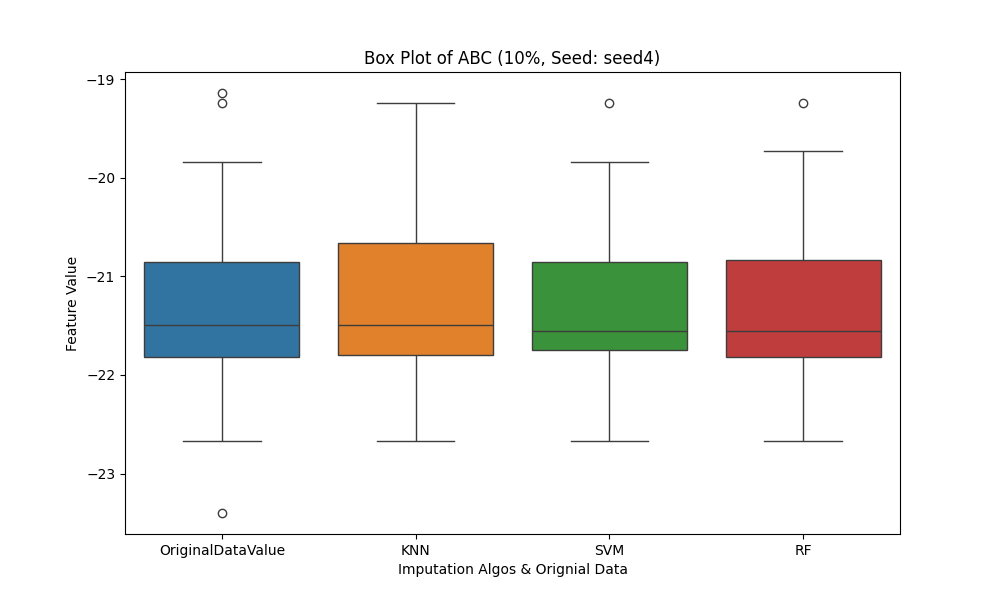 Box Plot of ABC (10%, Seed: seed4)
−19
−20
−21
−22
−23
Feature Value
OriginalDataValue KNN SVM RF
Imputation Algos & Orignial Data